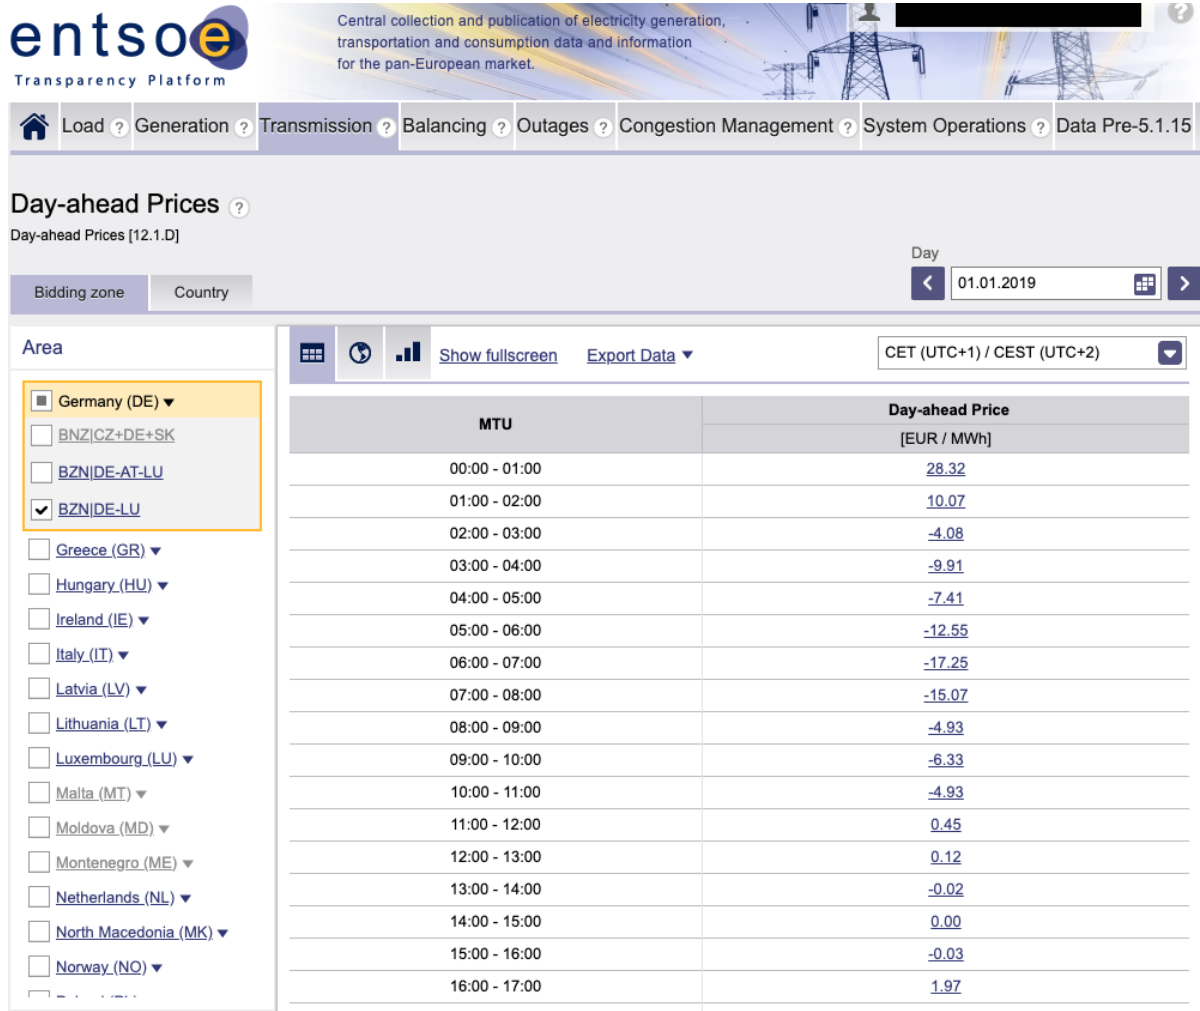 entsoe
Transparency Platform
Central collection and publication of electricity generation,
transportation and consumption data and information
for the pan-European market.
?
Load ? Generation ? Transmission ? Balancing ? Outages ? Congestion Management ? System Operations ? Data Pre-5.1.15
Day-ahead Prices ?
Day-ahead Prices [12.1.D]
Day
01.01.2019
Bidding zone Country
Area
Show fullscreen Export Data
CET (UTC+1) / CEST (UTC+2)
Germany (DE)
BNZ|CZ+DE+SK
BZN|DE-AT-LU
BZN|DE-LU
Greece (GR)
Hungary (HU)
Ireland (IE)
Italy (IT)
Latvia (LV)
Lithuania (LT)
Luxembourg (LU)
Malta (MT)
Moldova (MD)
Montenegro (ME)
Netherlands (NL)
North Macedonia (MK)
Norway (NO)
MTU Day-ahead Price
[EUR / MWh]
00:00 - 01:00 28.32
01:00 - 02:00 10.07
02:00 - 03:00 -4.08
03:00 - 04:00 -9.91
04:00 - 05:00 -7.41
05:00 - 06:00 -12.55
06:00 - 07:00 -17.25
07:00 - 08:00 -15.07
08:00 - 09:00 -4.93
09:00 - 10:00 -6.33
10:00 - 11:00 -4.93
11:00 - 12:00 0.45
12:00 - 13:00 0.12
13:00 - 14:00 -0.02
14:00 - 15:00 0.00
15:00 - 16:00 -0.03
16:00 - 17:00 1.97